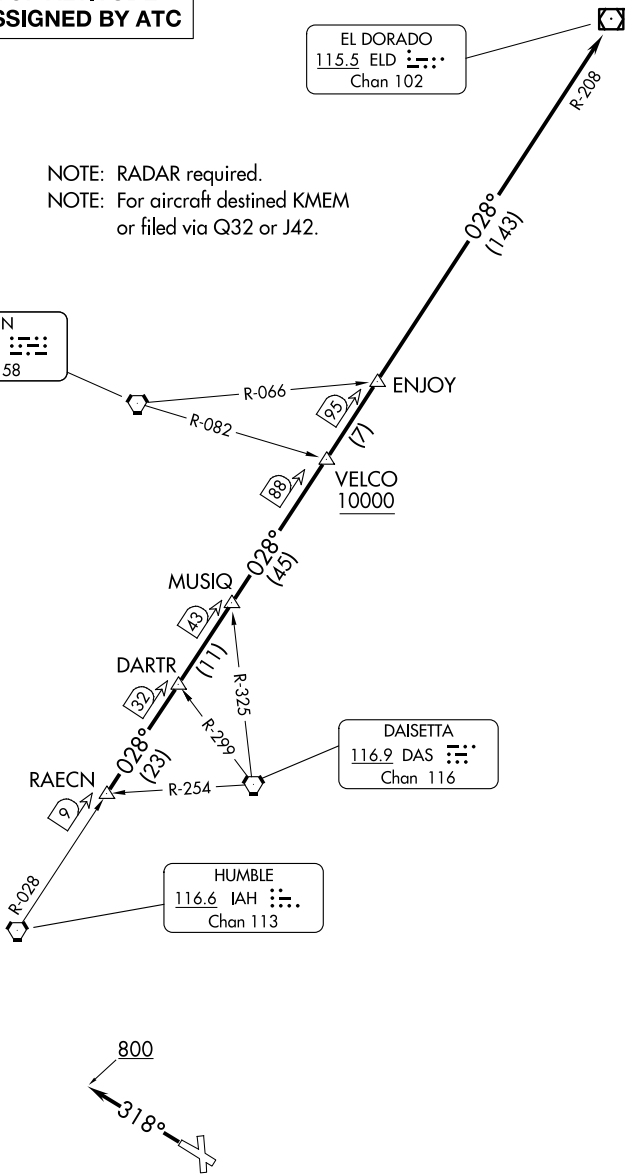 SSIGNED BY ATC
EL DORADO
115.5 ELD
Chan 102
R-208
NOTE: RADAR required.
NOTE: For aircraft destined KMEM
or filed via Q32 or J42.
028°
(143)
N
58
R-066
R-082
ENJOY
95
(7)
VELCO
10000
88
028°
(45)
MUSIQ
43
(11)
DARTR
32
R-325
R-299
028°
(23)
RAECN
9
R-254
DAISETTA
116.9 DAS
Chan 116
R-028
HUMBLE
116.6 IAH
Chan 113
800
318°